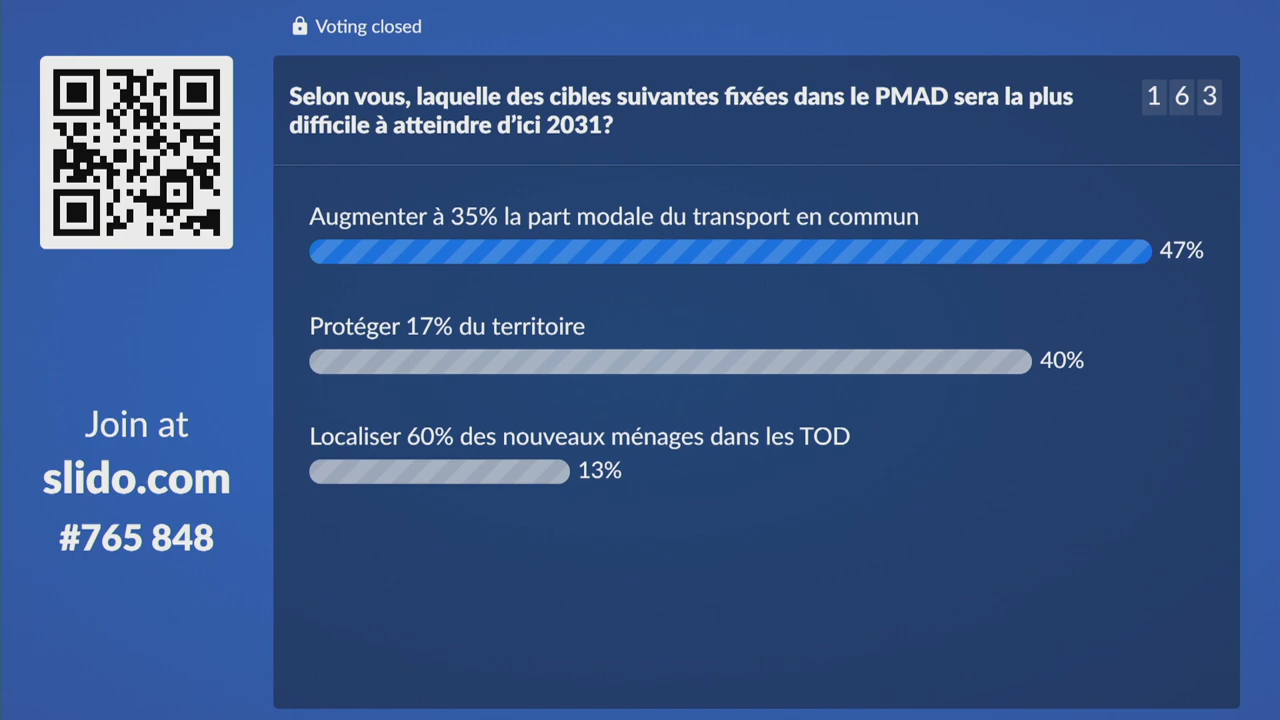 Voting closed
Selon vous, laquelle des cibles suivantes fixées dans le PMAD sera la plus
difficile à atteindre d'ici 2031?
1 6 3
Augmenter à 35% la part modale du transport en commun
47%
Protéger 17% du territoire
40%
Localiser 60% des nouveaux ménages dans les TOD
13%
Join at
slido.com
#765 848